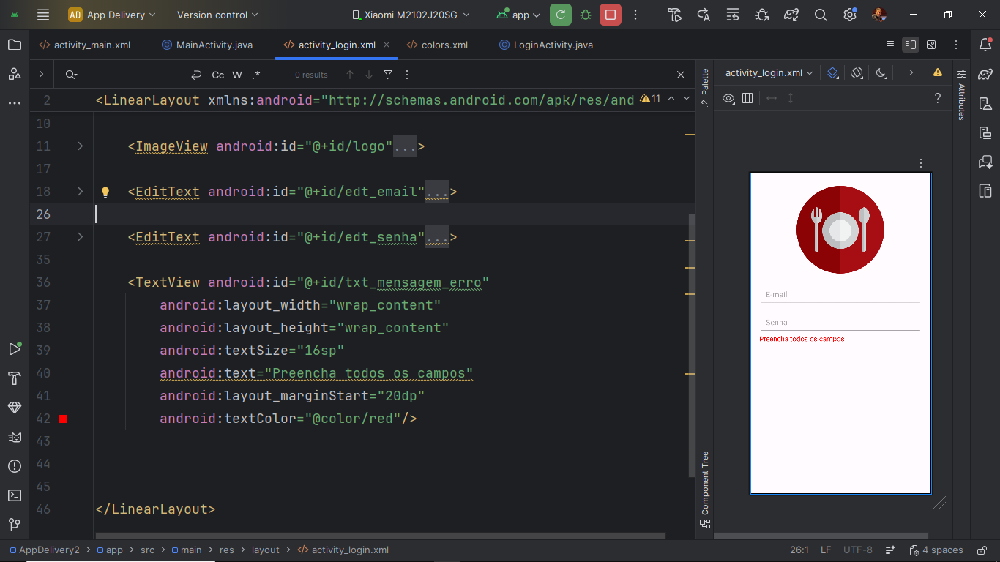 AD App Delivery Version control Xiaomi M2102J20SG app
activity_main.xml MainActivity.java activity_login.xml colors.xml LoginActivity.java
Cc W .* 0 results
activity_login.xml
Palette
Attributes
?
2 <LinearLayout xmlns:android="http://schemas.android.com/apk/res/and 11
10
11 <ImageView android:id="@+id/logo"...>
17
18 <EditText android:id="@+id/edt_email"...>
26
27 <EditText android:id="@+id/edt_senha"...>
35
36 <TextView android:id="@+id/txt_mensagem_erro"
37 android:layout_width="wrap_content"
38 android:layout_height="wrap_content"
39 android:textSize="16sp"
40 android:text="Preencha todos os campos"
41 android:layout_marginStart="20dp"
42 android:textColor="@color/red"/>
43
44
45
46 </LinearLayout>
E-mail
Senha
Preencha todos os campos
Component Tree
AppDelivery2 > app > src > main > res > layout > activity_login.xml 26:1 LF UTF-8 4 spaces